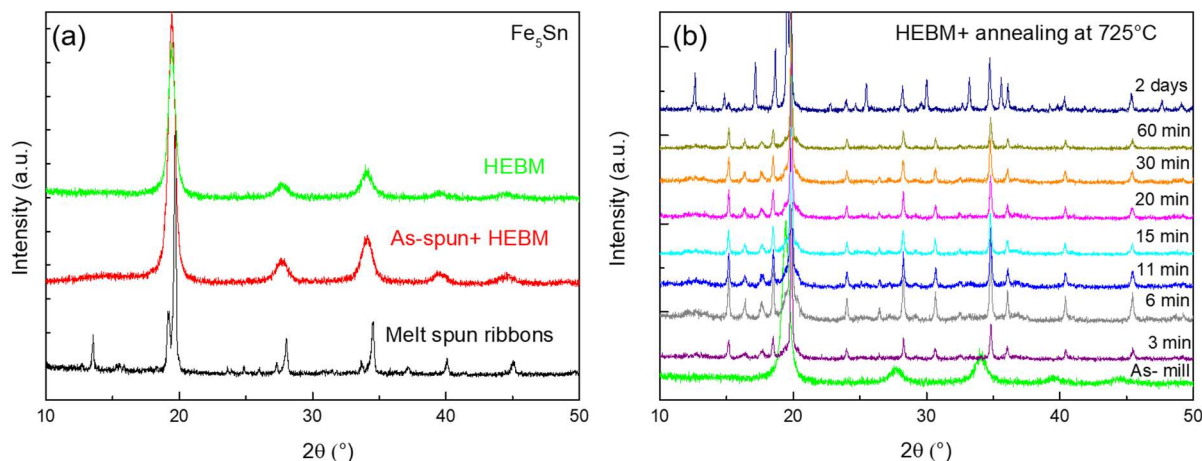 (a)
Fe₅Sn
HEBM
As-spun+ HEBM
Melt spun ribbons
Intensity (a.u.)
10 20 30 40 50
2θ (°)
(b)
HEBM+ annealing at 725°C
2 days
60 min
30 min
20 min
15 min
11 min
6 min
3 min
As- mill
Intensity (a.u.)
10 20 30 40 50
2θ (°)